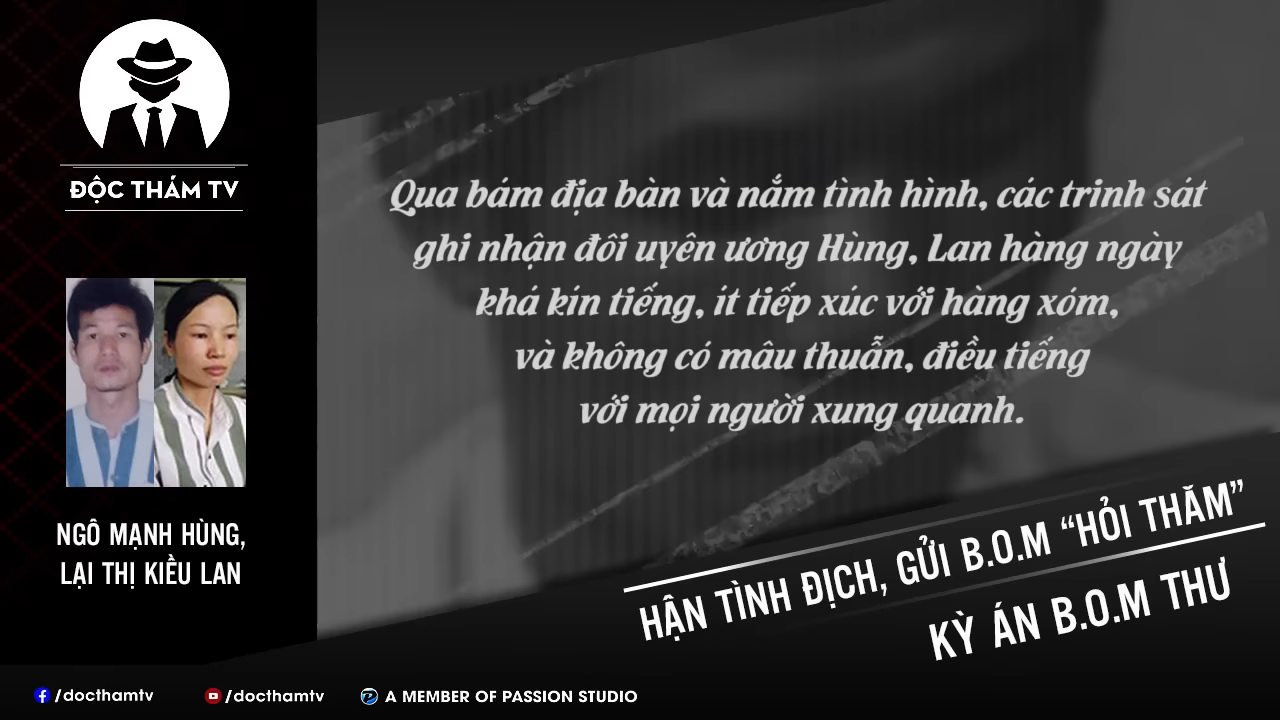 ĐỘC THÁM TV
NGÔ MẠNH HÙNG,
LẠI THỊ KIỀU LAN
Qua bám địa bàn và nắm tình hình, các trinh sát
ghi nhận đôi uyên ương Hùng, Lan hàng ngày
khá kín tiếng, ít tiếp xúc với hàng xóm,
và không có mâu thuẫn, điều tiếng
với mọi người xung quanh.
HẬN TÌNH ĐỊCH, GỬI B.O.M “HỎI THĂM”
KỲ ÁN B.O.M THƯ
/docthamtv
/docthamtv
A MEMBER OF PASSION STUDIO